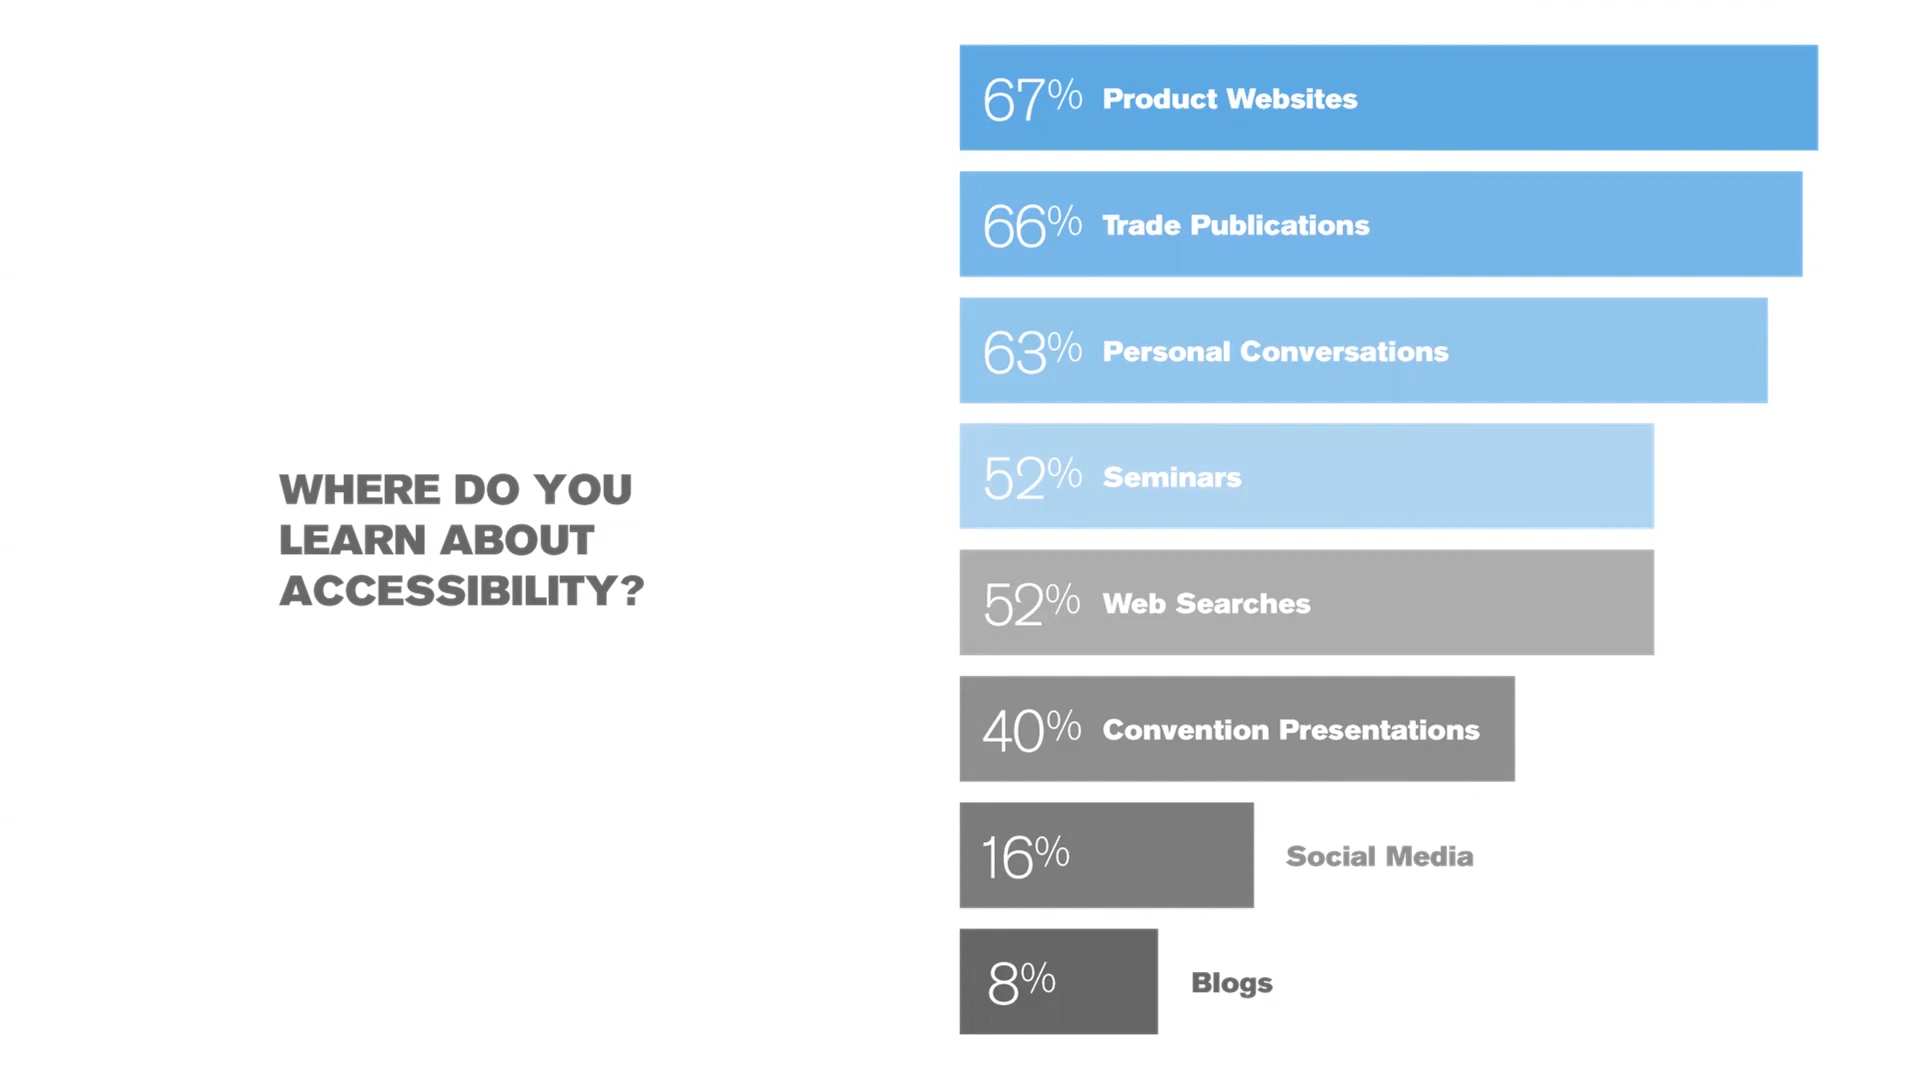 WHERE DO YOU
LEARN ABOUT
ACCESSIBILITY?
67% Product Websites
66% Trade Publications
63% Personal Conversations
52% Seminars
52% Web Searches
40% Convention Presentations
16% Social Media
8% Blogs